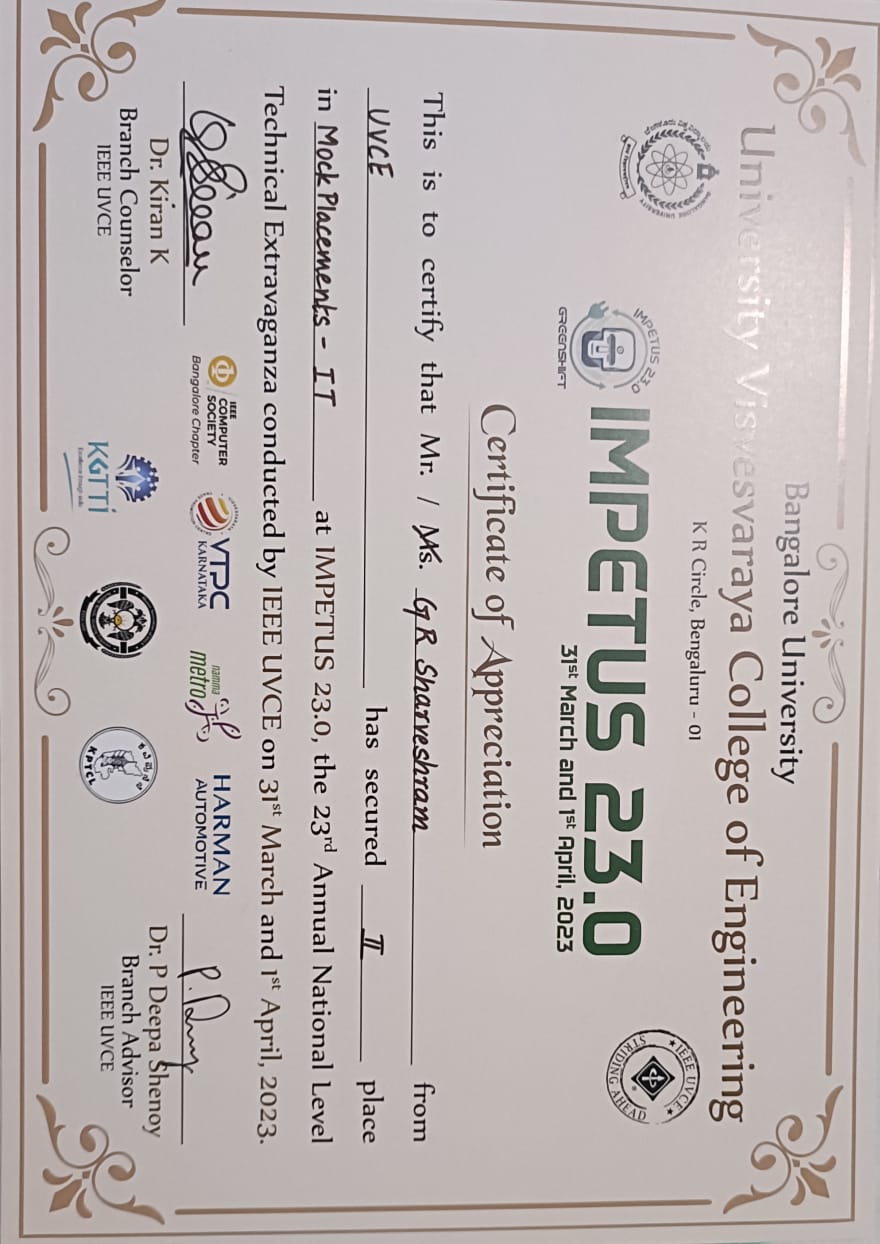 Bangalore University
University Visvesvaraya College of Engineering
K R Circle, Bengaluru - 01
BANGALORE UNIVERSITY
IMPETUS 23.0
GREENSHIFT
IMPETUS 23.0
31st March and 1st April, 2023
★ IEEE UVCE ★
STRIDING AHEAD
Certificate of Appreciation
This is to certify that Mr. / Ms. G R Sharveshram from
UVCE has secured II place
in Mock Placements - IT at IMPETUS 23.0, the 23rd Annual National Level
Technical Extravaganza conducted by IEEE UVCE on 31st March and 1st April, 2023.
Dr. Kiran K
Branch Counselor
IEEE UVCE
IEEE
COMPUTER
SOCIETY
Bangalore Chapter
VTPC
KARNATAKA
namma
metro
HARMAN
AUTOMOTIVE
KGTTI
KPTCL
Dr. P Deepa Shenoy
Branch Advisor
IEEE UVCE